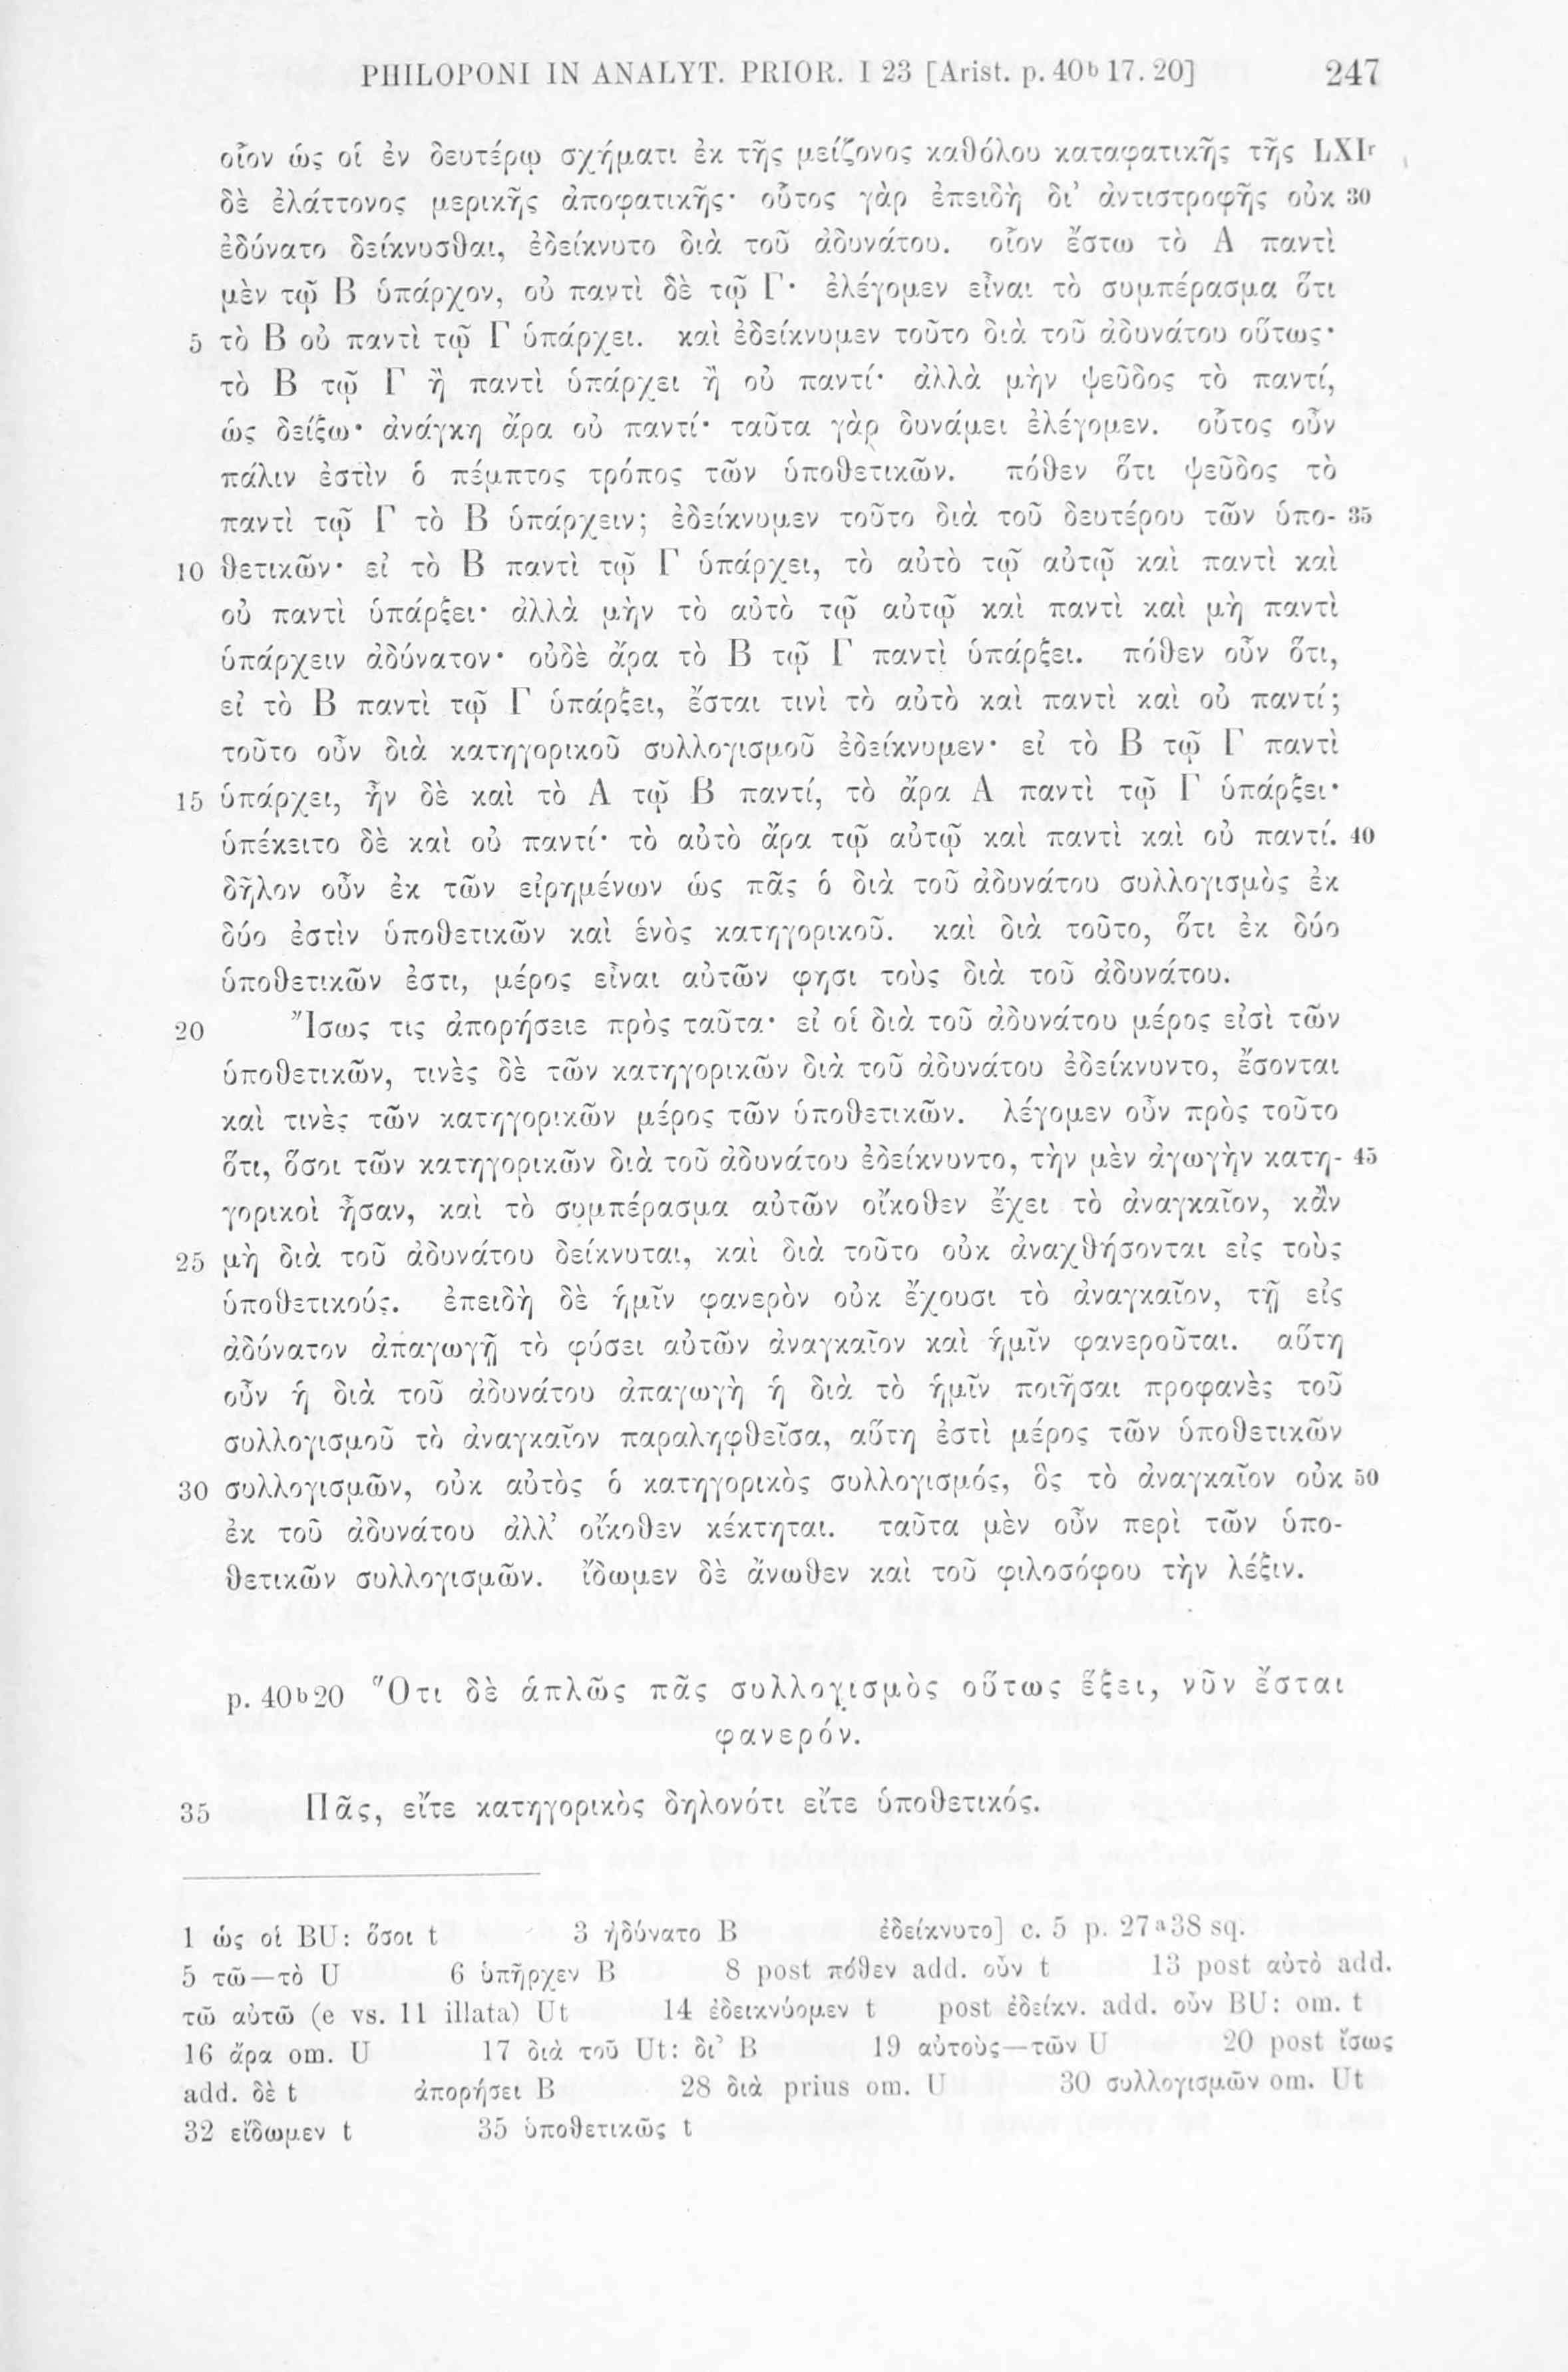 PHILOPONI IN ANALYT. PRIOR. I 23 [Arist. p. 40ᵇ 17. 20] 247
οἷον ὡς οἱ ἐν δευτέρῳ σχήματι ἐκ τῆς μείζονος καθόλου καταφατικῆς τῆς LXIʳ
δὲ ἐλάττονος μερικῆς ἀποφατικῆς· οὗτος γὰρ ἐπειδὴ δι’ ἀντιστροφῆς οὐκ 30
ἐδύνατο δείκνυσθαι, ἐδείκνυτο διὰ τοῦ ἀδυνάτου. οἷον ἔστω τὸ Α παντὶ
μὲν τῷ Β ὑπάρχον, οὐ παντὶ δὲ τῷ Γ· ἐλέγομεν εἶναι τὸ συμπέρασμα ὅτι
5 τὸ Β οὐ παντὶ τῷ Γ ὑπάρχει. καὶ ἐδείκνυμεν τοῦτο διὰ τοῦ ἀδυνάτου οὕτως·
τὸ Β τῷ Γ ἢ παντὶ ὑπάρχει ἢ οὐ παντί· ἀλλὰ μὴν ψεῦδος τὸ παντί,
ὡς δείξω· ἀνάγκη ἄρα οὐ παντί· ταῦτα γὰρ δυνάμει ἐλέγομεν. οὗτος οὖν
πάλιν ἐστὶν ὁ πέμπτος τρόπος τῶν ὑποθετικῶν. πόθεν ὅτι ψεῦδος τὸ
παντὶ τῷ Γ τὸ Β ὑπάρχειν; ἐδείκνυμεν τοῦτο διὰ τοῦ δευτέρου τῶν ὑπο- 35
10 θετικῶν· εἰ τὸ Β παντὶ τῷ Γ ὑπάρχει, τὸ αὐτὸ τῷ αὐτῷ καὶ παντὶ καὶ
οὐ παντὶ ὑπάρξει· ἀλλὰ μὴν τὸ αὐτὸ τῷ αὐτῷ καὶ παντὶ καὶ μὴ παντὶ
ὑπάρχειν ἀδύνατον· οὐδὲ ἄρα τὸ Β τῷ Γ παντὶ ὑπάρξει. πόθεν οὖν ὅτι,
εἰ τὸ Β παντὶ τῷ Γ ὑπάρξει, ἔσται τινὶ τὸ αὐτὸ καὶ παντὶ καὶ οὐ παντί;
τοῦτο οὖν διὰ κατηγορικοῦ συλλογισμοῦ ἐδείκνυμεν· εἰ τὸ Β τῷ Γ παντὶ
15 ὑπάρχει, ἦν δὲ καὶ τὸ Α τῷ Β παντί, τὸ ἄρα Α παντὶ τῷ Γ ὑπάρξει·
ὑπέκειτο δὲ καὶ οὐ παντί· τὸ αὐτὸ ἄρα τῷ αὐτῷ καὶ παντὶ καὶ οὐ παντί. 40
δῆλον οὖν ἐκ τῶν εἰρημένων ὡς πᾶς ὁ διὰ τοῦ ἀδυνάτου συλλογισμὸς ἐκ
δύο ἐστὶν ὑποθετικῶν καὶ ἑνὸς κατηγορικοῦ. καὶ διὰ τοῦτο, ὅτι ἐκ δύο
ὑποθετικῶν ἐστι, μέρος εἶναι αὐτῶν φησι τοὺς διὰ τοῦ ἀδυνάτου.
20 Ἴσως τις ἀπορήσειε πρὸς ταῦτα· εἰ οἱ διὰ τοῦ ἀδυνάτου μέρος εἰσὶ τῶν
ὑποθετικῶν, τινὲς δὲ τῶν κατηγορικῶν διὰ τοῦ ἀδυνάτου ἐδείκνυντο, ἔσονται
καὶ τινὲς τῶν κατηγορικῶν μέρος τῶν ὑποθετικῶν. λέγομεν οὖν πρὸς τοῦτο
ὅτι, ὅσοι τῶν κατηγορικῶν διὰ τοῦ ἀδυνάτου ἐδείκνυντο, τὴν μὲν ἀγωγὴν κατη- 45
γορικοὶ ἦσαν, καὶ τὸ συμπέρασμα αὐτῶν οἴκοθεν ἔχει τὸ ἀναγκαῖον, κἂν
25 μὴ διὰ τοῦ ἀδυνάτου δείκνυται, καὶ διὰ τοῦτο οὐκ ἀναχθήσονται εἰς τοὺς
ὑποθετικούς. ἐπειδὴ δὲ ἡμῖν φανερὸν οὐκ ἔχουσι τὸ ἀναγκαῖον, τῇ εἰς
ἀδύνατον ἀπαγωγῇ τὸ φύσει αὐτῶν ἀναγκαῖον καὶ ἡμῖν φανεροῦται. αὕτη
οὖν ἡ διὰ τοῦ ἀδυνάτου ἀπαγωγὴ ἡ διὰ τὸ ἡμῖν ποιῆσαι προφανὲς τοῦ
συλλογισμοῦ τὸ ἀναγκαῖον παραληφθεῖσα, αὕτη ἐστὶ μέρος τῶν ὑποθετικῶν
30 συλλογισμῶν, οὐκ αὐτὸς ὁ κατηγορικὸς συλλογισμός, ὃς τὸ ἀναγκαῖον οὐκ 50
ἐκ τοῦ ἀδυνάτου ἀλλ’ οἴκοθεν κέκτηται. ταῦτα μὲν οὖν περὶ τῶν ὑπο-
θετικῶν συλλογισμῶν. ἴδωμεν δὲ ἄνωθεν καὶ τοῦ φιλοσόφου τὴν λέξιν.
p. 40ᵇ20 Ὅτι δὲ ἁπλῶς πᾶς συλλογισμὸς οὕτως ἕξει, νῦν ἔσται
φανερόν.
35 Πᾶς, εἴτε κατηγορικὸς δηλονότι εἴτε ὑποθετικός.
1 ὡς οἱ BU: ὅσοι t 3 ἠδύνατο B ἐδείκνυτο] c. 5 p. 27ᵃ38 sq.
5 τῶ—τὸ U 6 ὑπῆρχεν B 8 post πόθεν add. οὖν t 13 post αὐτὸ add.
τῶ αὐτῶ (e vs. 11 illata) Ut 14 ἐδεικνύομεν t post ἐδείκν. add. οὖν BU: om. t
16 ἄρα om. U 17 διὰ τοῦ Ut: δι’ B 19 αὐτοὺς—τῶν U 20 post ἴσως
add. δὲ t ἀπορήσει B 28 διὰ prius om. U 30 συλλογισμῶν om. Ut
32 εἴδωμεν t 35 ὑποθετικῶς t